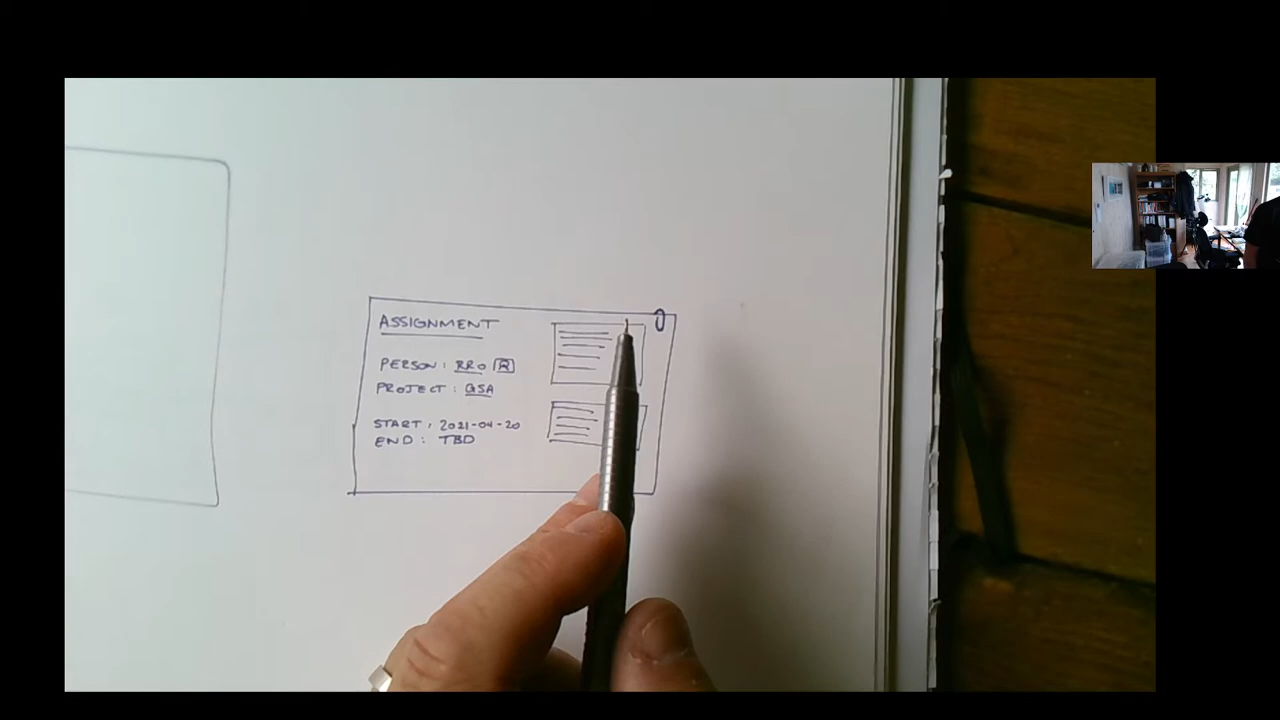 ASSIGNMENT
PERSON: RRO R
PROJECT: GSA
START: 2021-04-20
END: TBD